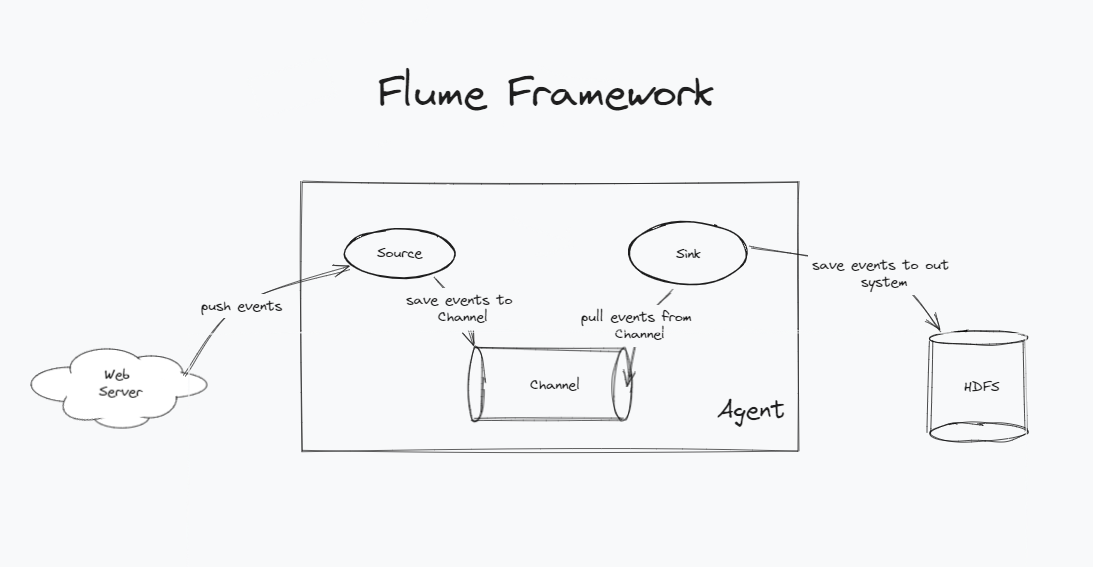 Flume Framework
Source
Sink
save events to out
system
push events
save events to
Channel
pull events from
Channel
Web
Server
Channel
HDFS
Agent